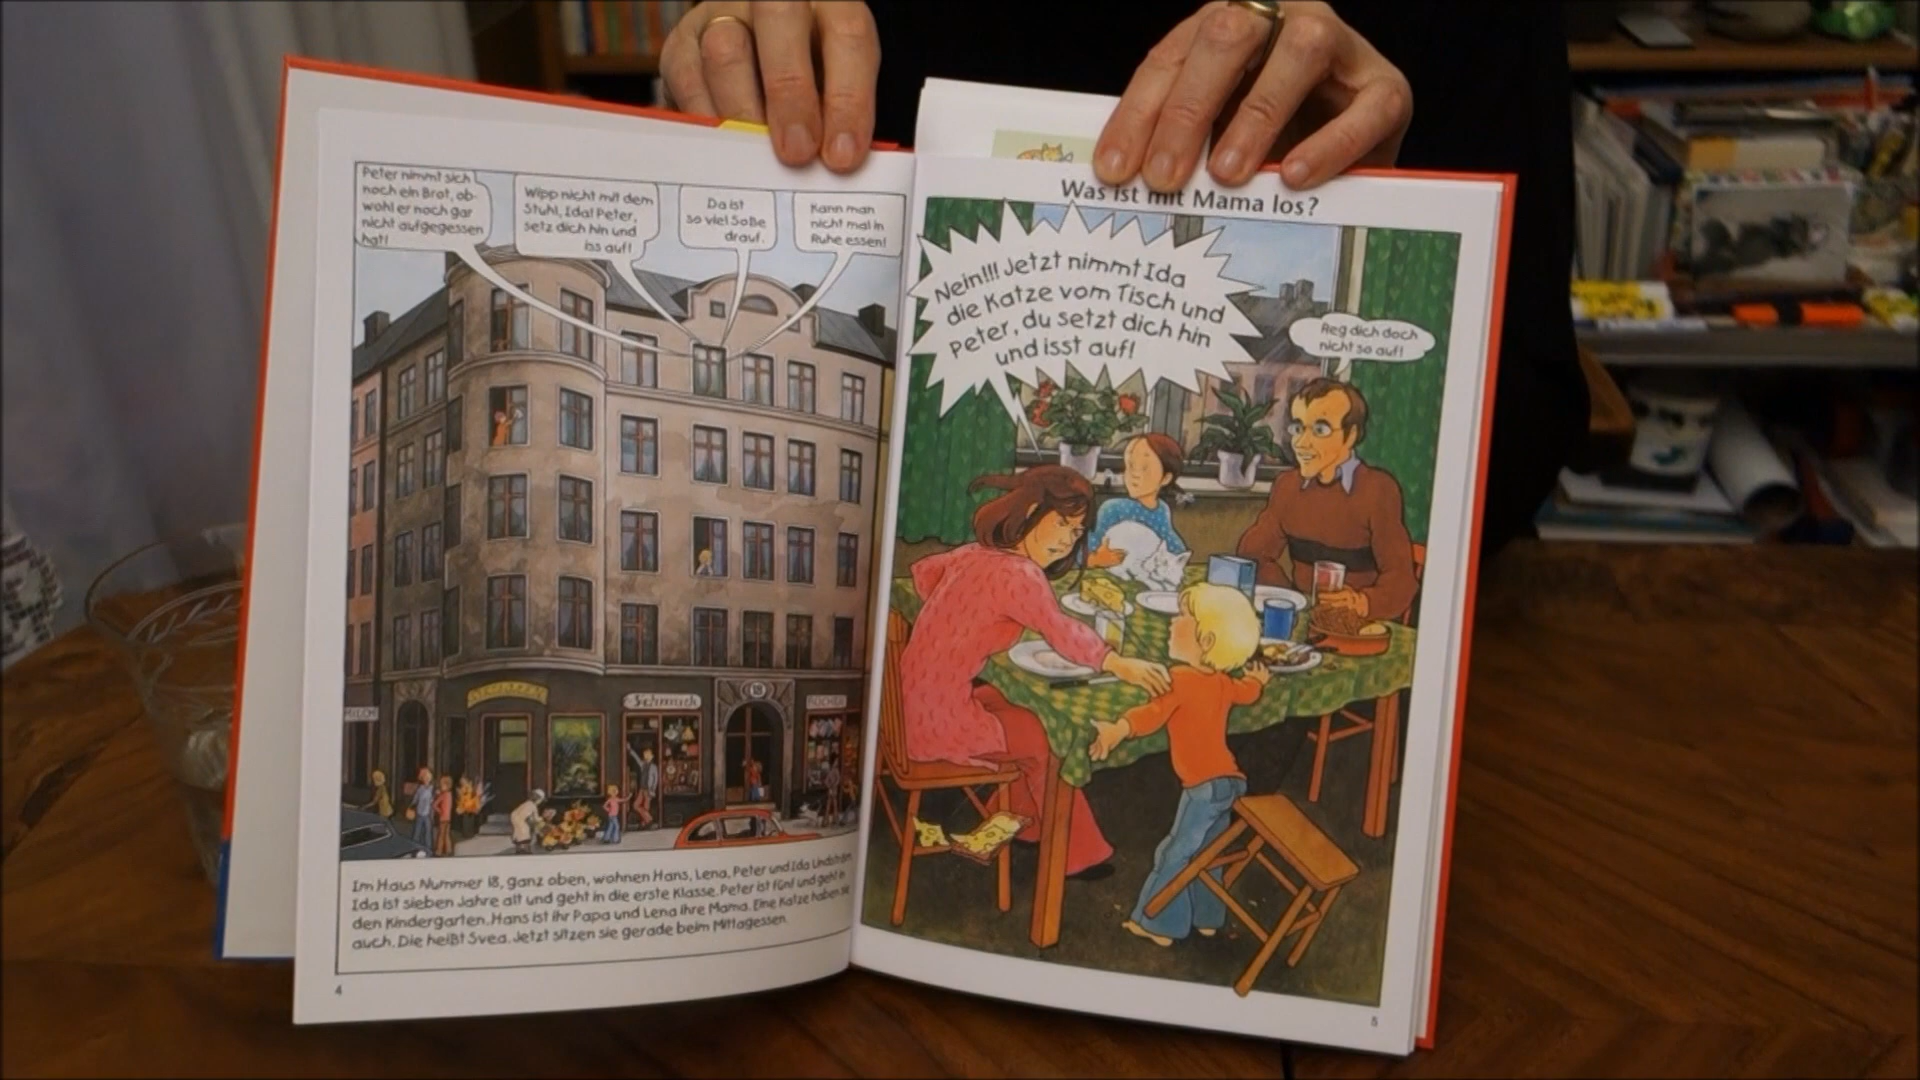 Peter nimmt sich
noch ein Brot, ob-
wohl er noch gar
nicht aufgegessen
hat!
Wipp nicht mit dem
Stuhl, Ida! Peter,
setz dich hin und
iss auf!
Da ist
so viel Soße
drauf.
Kann man
nicht mal in
Ruhe essen!
MILCH
Schmuck
18
BÜCHER
Im Haus Nummer 18, ganz oben, wohnen Hans, Lena, Peter und Ida Lindström.
Ida ist sieben Jahre alt und geht in die erste Klasse. Peter ist fünf und geht in
den Kindergarten. Hans ist ihr Papa und Lena ihre Mama. Eine Katze haben sie
auch. Die heißt Svea. Jetzt sitzen sie gerade beim Mittagessen.
4
Was ist mit Mama los?
Nein!!! Jetzt nimmt Ida
die Katze vom Tisch und
Peter, du setzt dich hin
und isst auf!
Reg dich doch
nicht so auf!
5